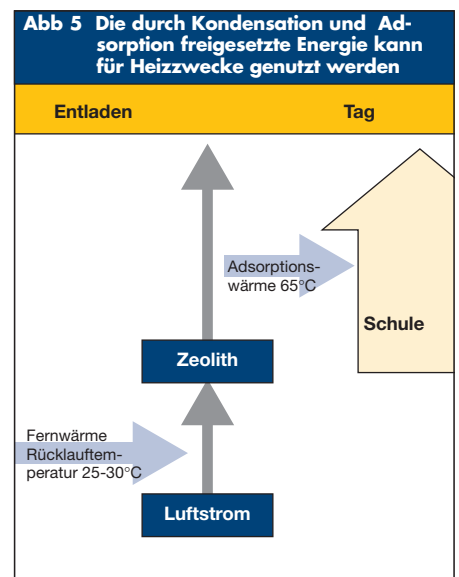 Abb 5 Die durch Kondensation und Ad-
sorption freigesetzte Energie kann
für Heizzwecke genutzt werden
Entladen Tag
Adsorptions-
wärme 65°C
Schule
Zeolith
Fernwärme
Rücklauftem-
peratur 25-30°C
Luftstrom